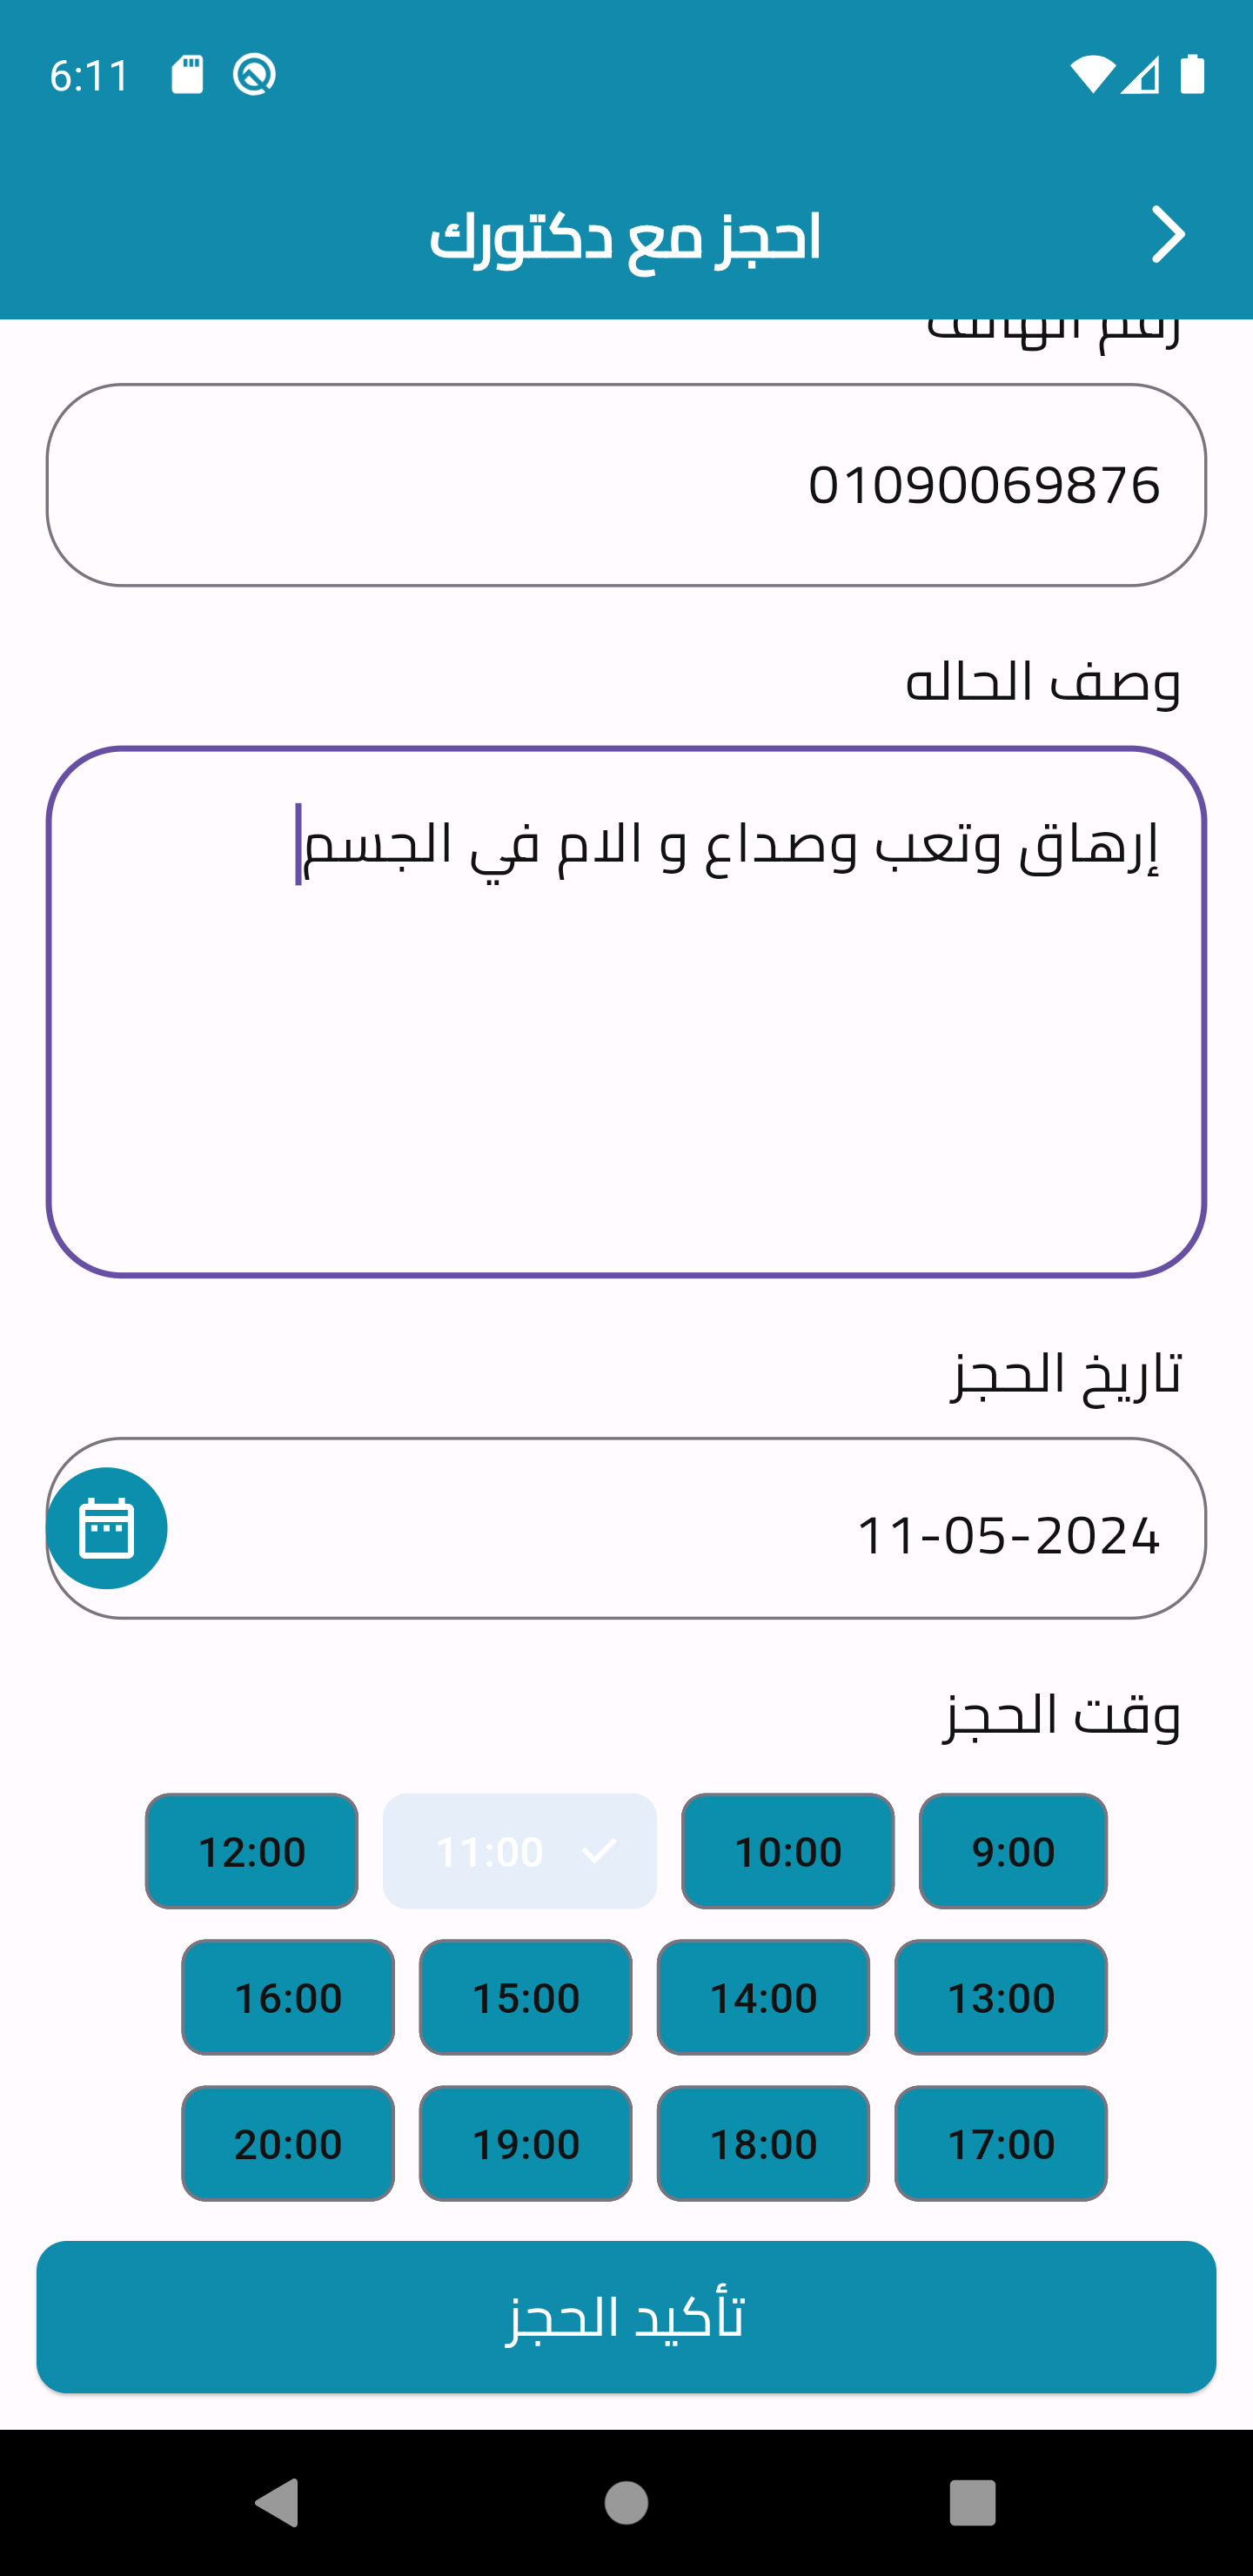 6:11
احجز مع دكتورك
رقم الهاتف
01090069876
وصف الحاله
إرهاق وتعب وصداع و الام في الجسم
تاريخ الحجز
11-05-2024
وقت الحجز
9:00 10:00 11:00 12:00
13:00 14:00 15:00 16:00
17:00 18:00 19:00 20:00
تأكيد الحجز